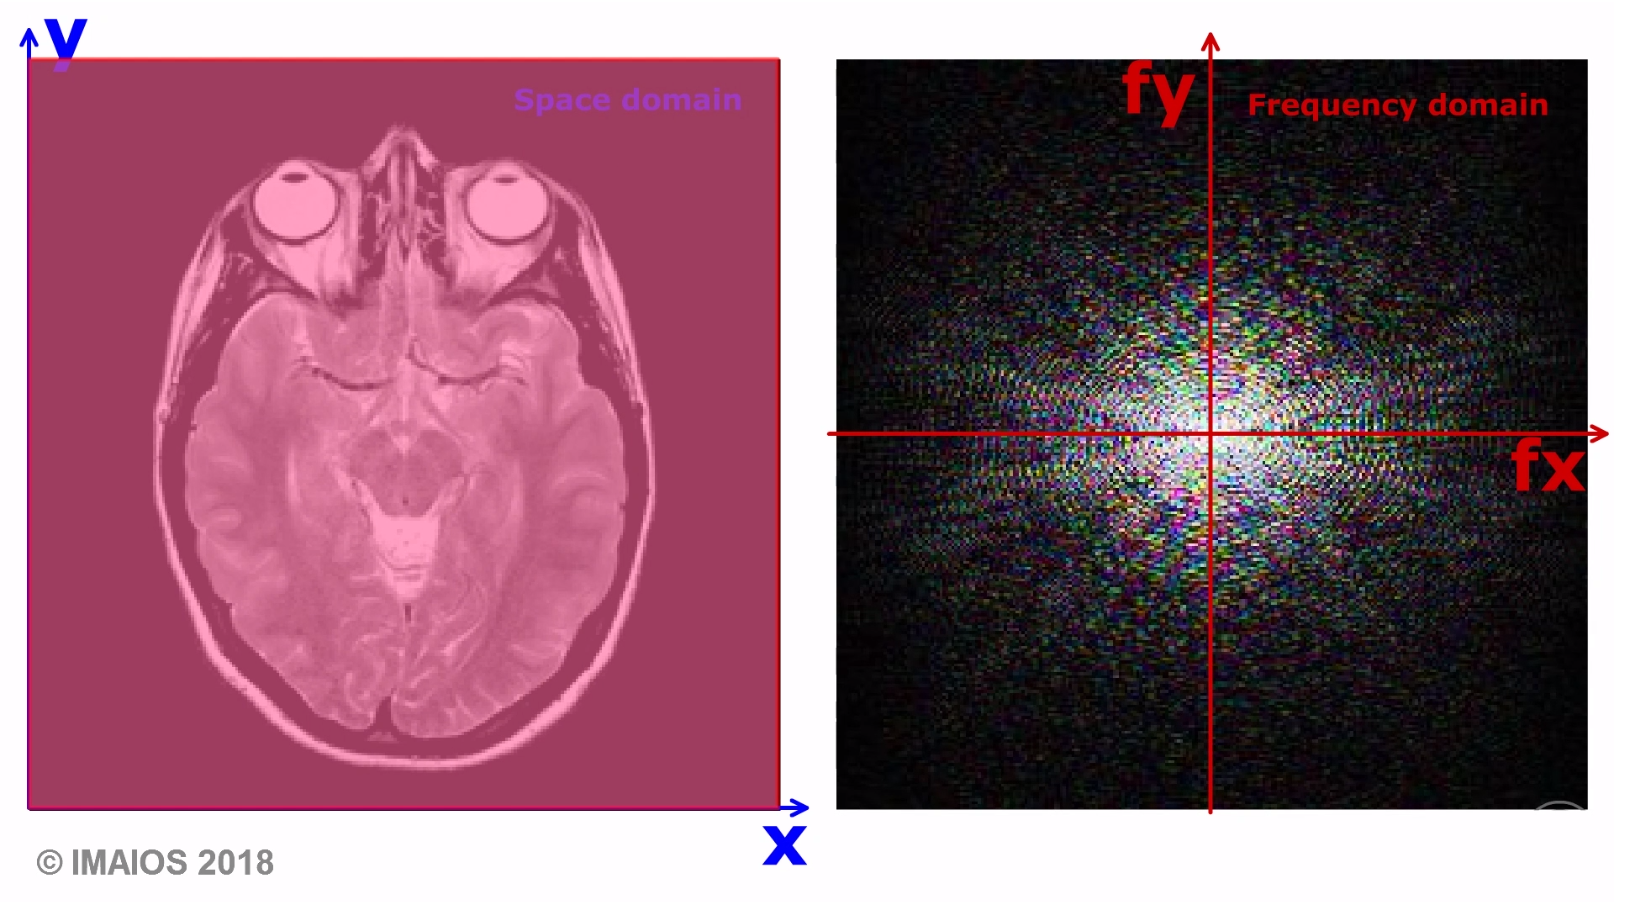 y
Space domain
fy
Frequency domain
fx
x
© IMAIOS 2018